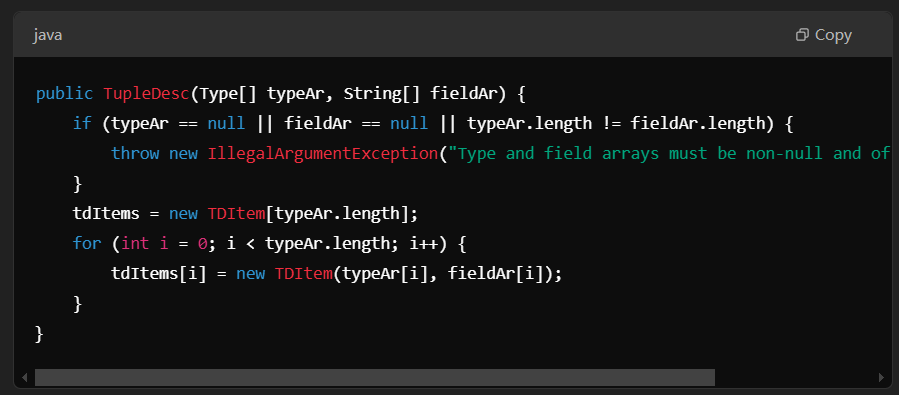 java
Copy
public TupleDesc(Type[] typeAr, String[] fieldAr) {
    if (typeAr == null || fieldAr == null || typeAr.length != fieldAr.length) {
        throw new IllegalArgumentException("Type and field arrays must be non-null and of
    }
    tdItems = new TDItem[typeAr.length];
    for (int i = 0; i < typeAr.length; i++) {
        tdItems[i] = new TDItem(typeAr[i], fieldAr[i]);
    }
}